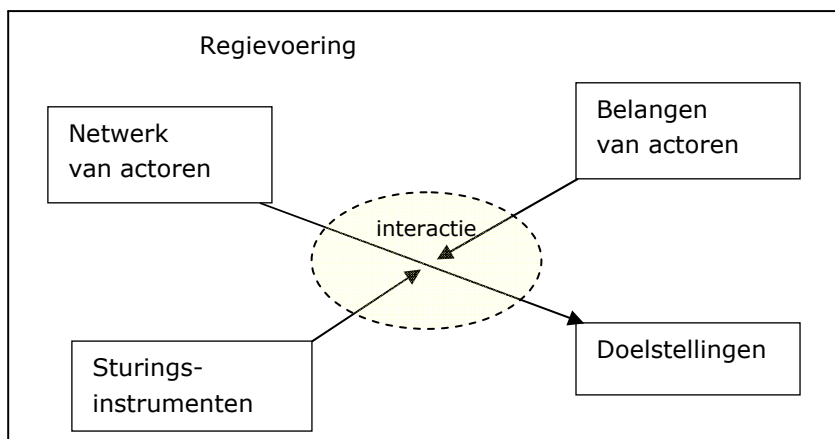 Regievoering
Netwerk
van actoren
Belangen
van actoren
interactie
Sturings-
instrumenten
Doelstellingen